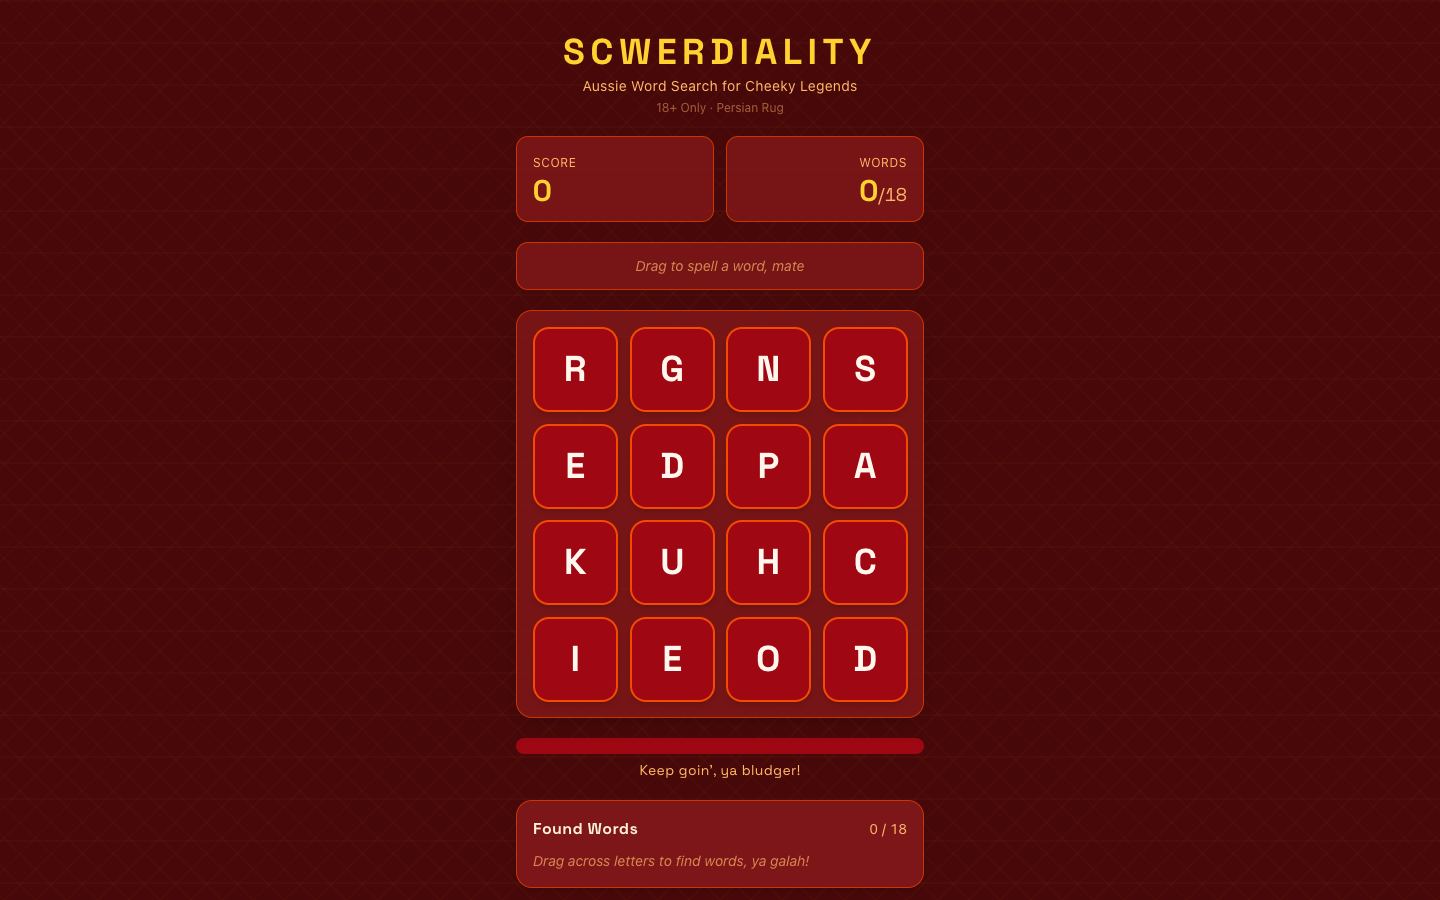 SCWERDIALITY
Aussie Word Search for Cheeky Legends
18+ Only · Persian Rug
SCORE
0
WORDS
0/18
Drag to spell a word, mate
R G N S
E D P A
K U H C
I E O D
Keep goin', ya bludger!
Found Words 0 / 18
Drag across letters to find words, ya galah!